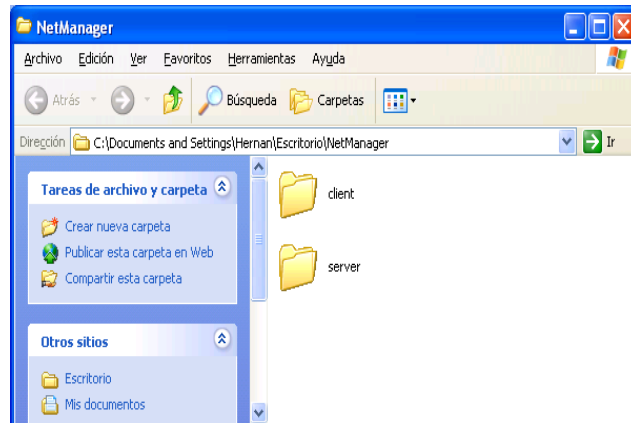 NetManager
Archivo Edición Ver Favoritos Herramientas Ayuda
Atrás Búsqueda Carpetas
Dirección C:\Documents and Settings\Hernan\Escritorio\NetManager Ir
Tareas de archivo y carpeta
Crear nueva carpeta
Publicar esta carpeta en Web
Compartir esta carpeta
Otros sitios
Escritorio
Mis documentos
client
server